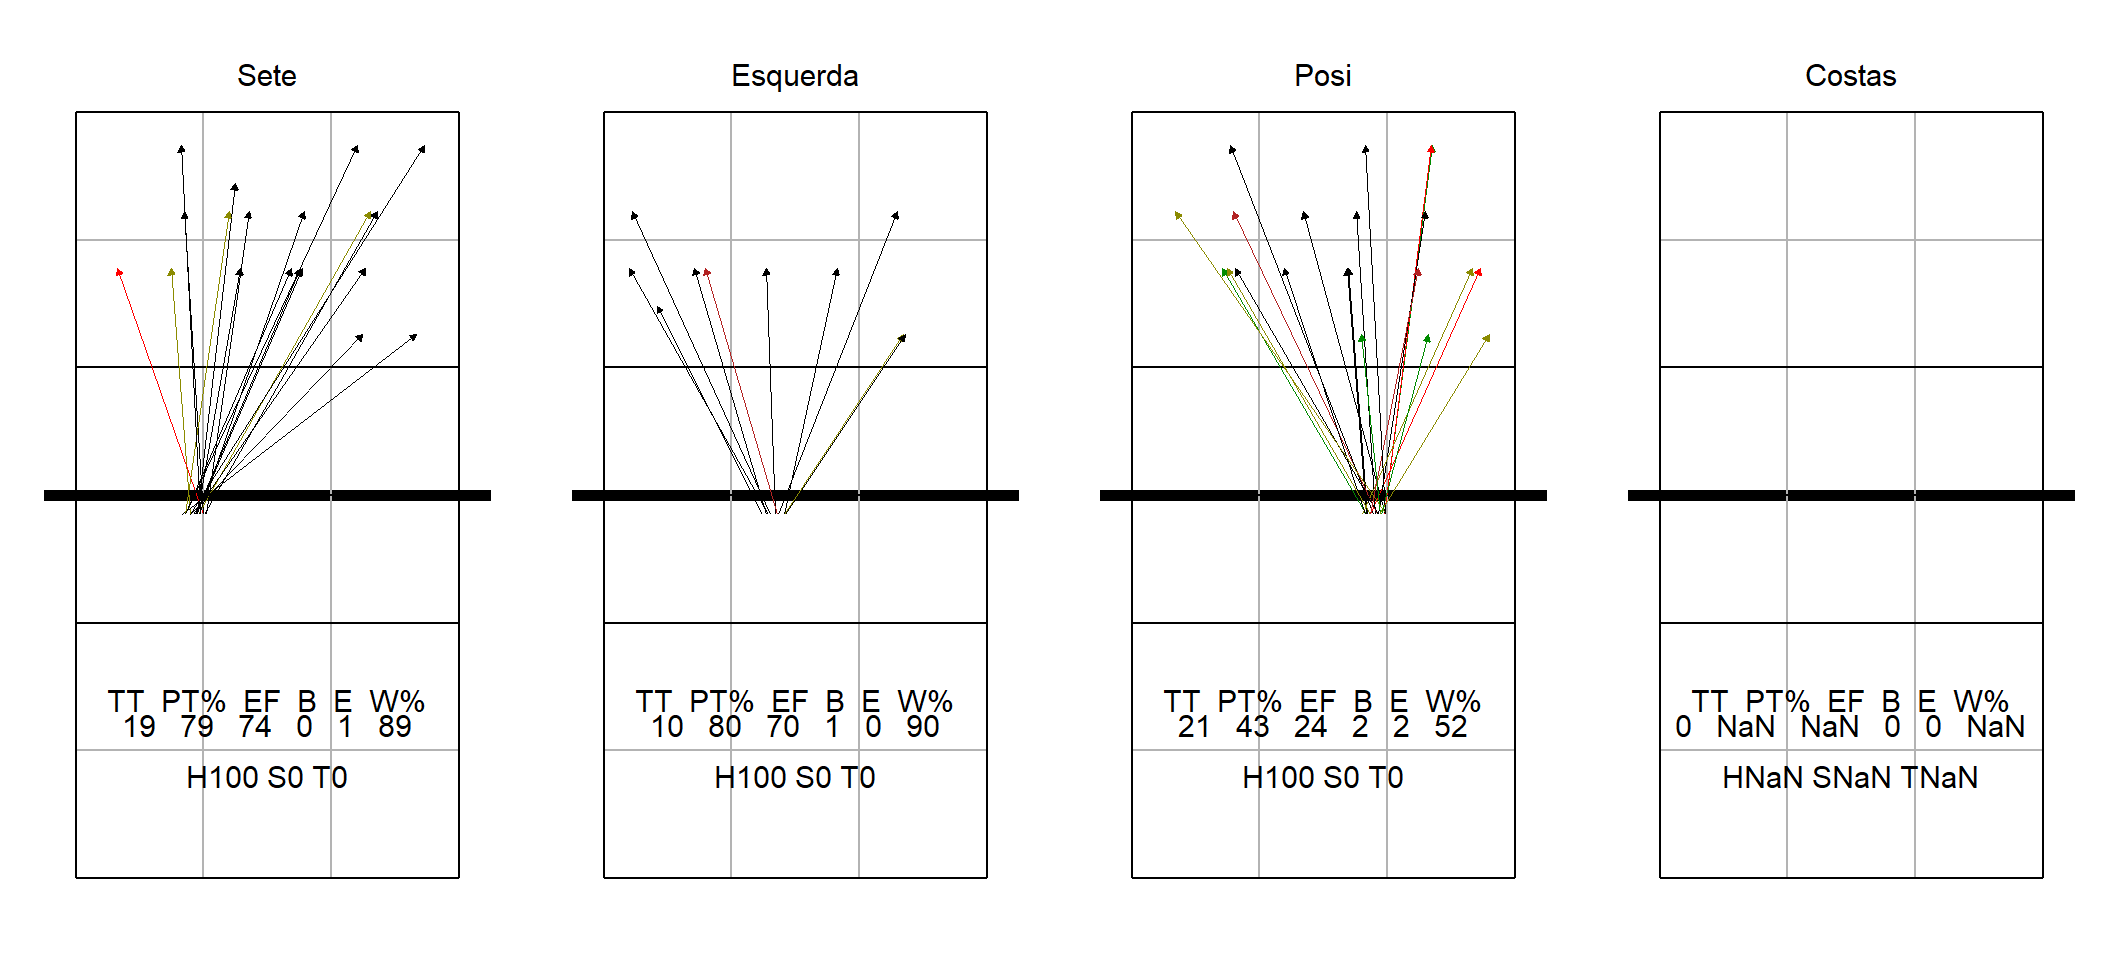 Sete
Esquerda
Posi
Costas
TT PT% EF B E W%
19 79 74 0 1 89
H100 S0 T0
TT PT% EF B E W%
10 80 70 1 0 90
H100 S0 T0
TT PT% EF B E W%
21 43 24 2 2 52
H100 S0 T0
TT PT% EF B E W%
0 NaN NaN 0 0 NaN
HNaN SNaN TNaN